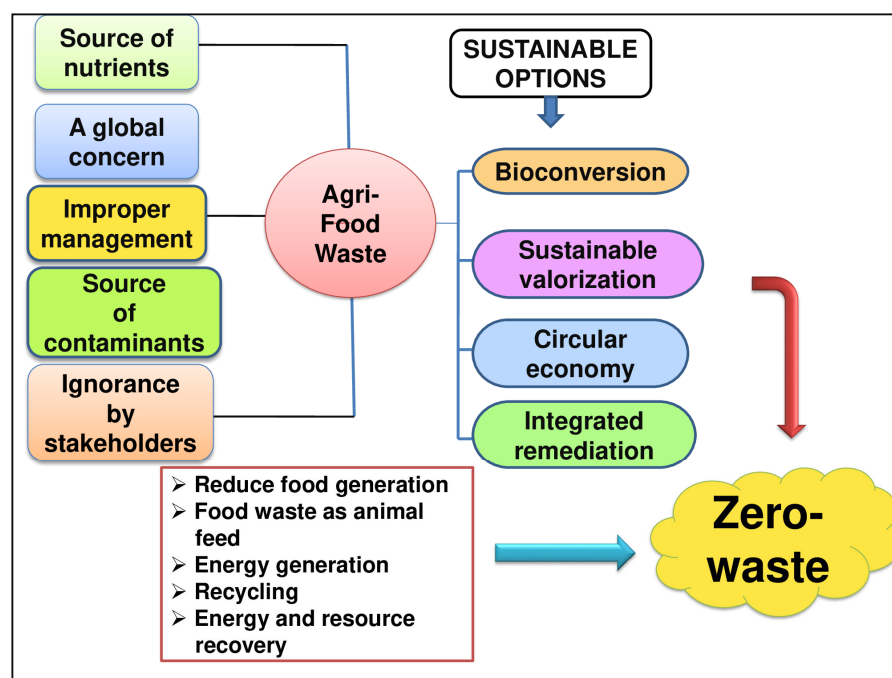 Source of
nutrients
A global
concern
Improper
management
Source
of
contaminants
Ignorance
by
stakeholders
Agri-
Food
Waste
SUSTAINABLE
OPTIONS
Bioconversion
Sustainable
valorization
Circular
economy
Integrated
remediation
➢ Reduce food generation
➢ Food waste as animal
feed
➢ Energy generation
➢ Recycling
➢ Energy and resource
recovery
Zero-
waste